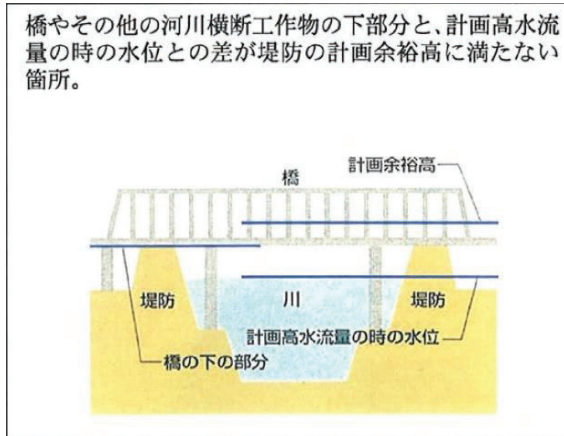 橋やその他の河川横断工作物の下部分と、計画高水流
量の時の水位との差が堤防の計画余裕高に満たない
箇所。
計画余裕高
橋
堤防
川
堤防
計画高水流量の時の水位
橋の下の部分